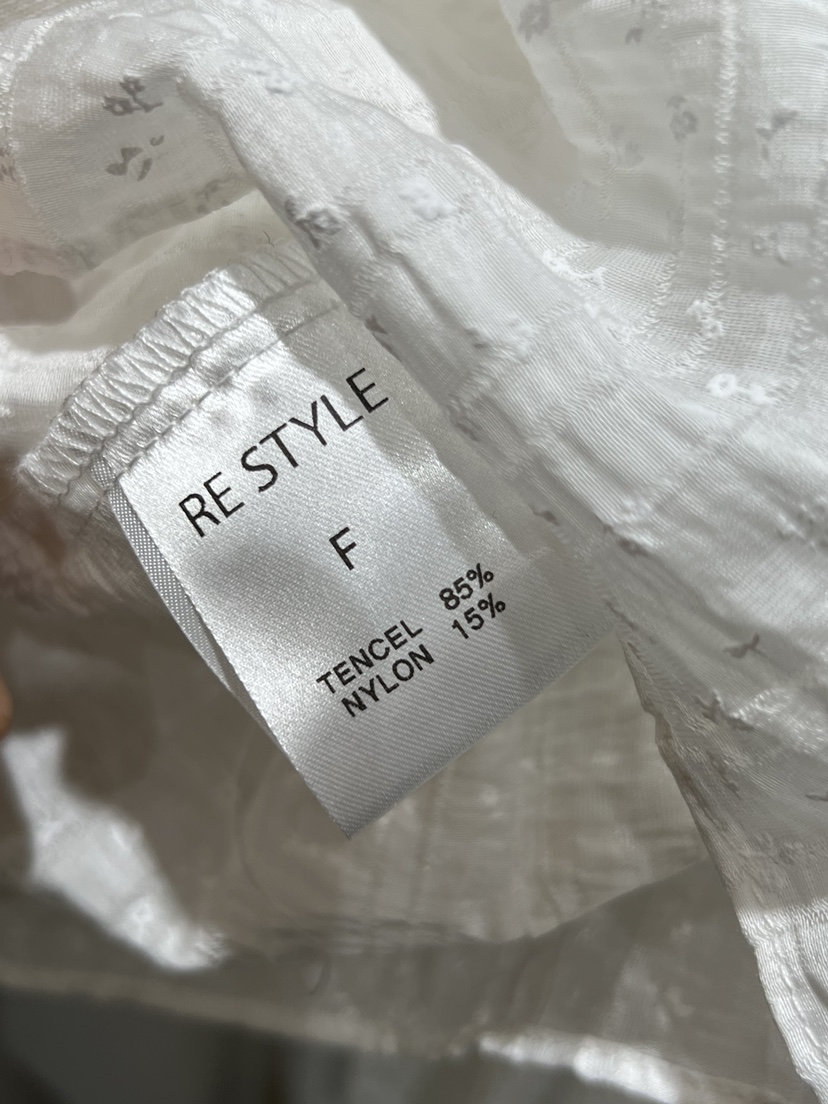 RE STYLE
F
TENCEL 85%
NYLON 15%